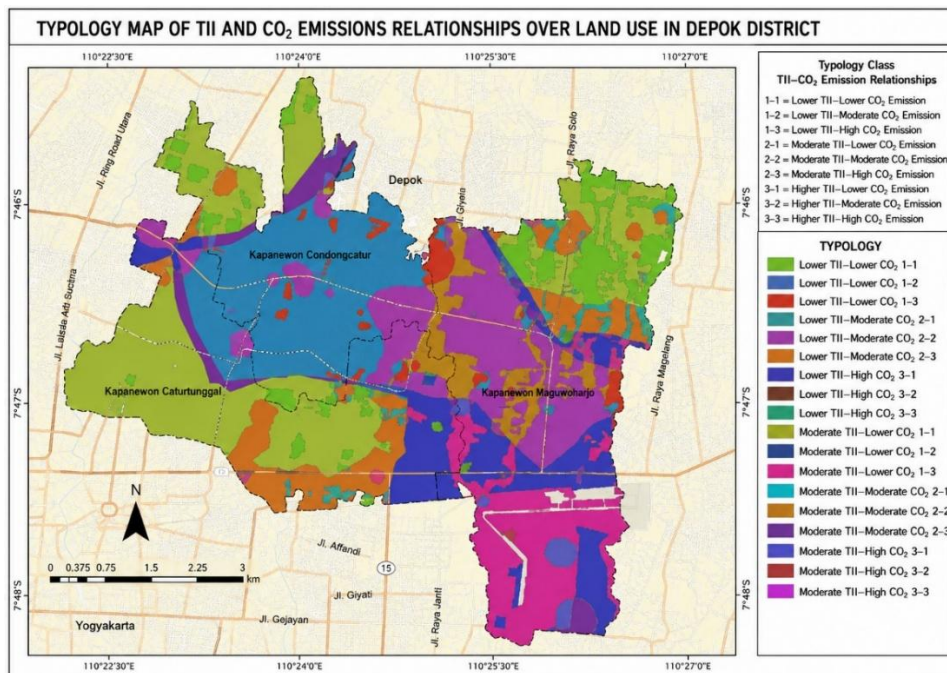 TYPOLOGY MAP OF TII AND CO₂ EMISSIONS RELATIONSHIPS OVER LAND USE IN DEPOK DISTRICT
110°22'30"E
110°24'0"E
110°25'30"E
110°27'0"E
Jl. Ring Road Utara
Jl. Raya Solo
Depok
7°46'S
7°46'S
Kapanewon Condongcatur
Jl. Raya Magelang
Kapanewon Caturtunggal
Kapanewon Maguwoharjo
7°47'S
7°47'S
N
Jl. Affandi
0 0.375 0.75 1.5 2.25 3
km
15
Jl. Giyati
Jl. Gejayan
Jl. Raya Janti
7°48'S
7°48'S
Yogyakarta
110°22'30"E
110°24'0"E
110°25'30"E
110°27'0"E
Typology Class
TII–CO₂ Emission Relationships
1–1 = Lower TII–Lower CO₂ Emission
1–2 = Lower TII–Moderate CO₂ Emission
1–3 = Lower TII–High CO₂ Emission
2–1 = Moderate TII–Lower CO₂ Emission
2–2 = Moderate TII–Moderate CO₂ Emission
2–3 = Moderate TII–High CO₂ Emission
3–1 = Higher TII–Lower CO₂ Emission
3–2 = Higher TII–Moderate CO₂ Emission
3–3 = Higher TII–High CO₂ Emission
TYPOLOGY
Lower TII–Lower CO₂ 1–1
Lower TII–Lower CO₂ 1–2
Lower TII–Lower CO₂ 1–3
Lower TII–Moderate CO₂ 2–1
Lower TII–Moderate CO₂ 2–2
Lower TII–Moderate CO₂ 2–3
Lower TII–High CO₂ 3–1
Lower TII–High CO₂ 3–2
Lower TII–High CO₂ 3–3
Moderate TII–Lower CO₂ 1–1
Moderate TII–Lower CO₂ 1–2
Moderate TII–Lower CO₂ 1–3
Moderate TII–Moderate CO₂ 2–1
Moderate TII–Moderate CO₂ 2–2
Moderate TII–Moderate CO₂ 2–3
Moderate TII–High CO₂ 3–1
Moderate TII–High CO₂ 3–2
Moderate TII–High CO₂ 3–3